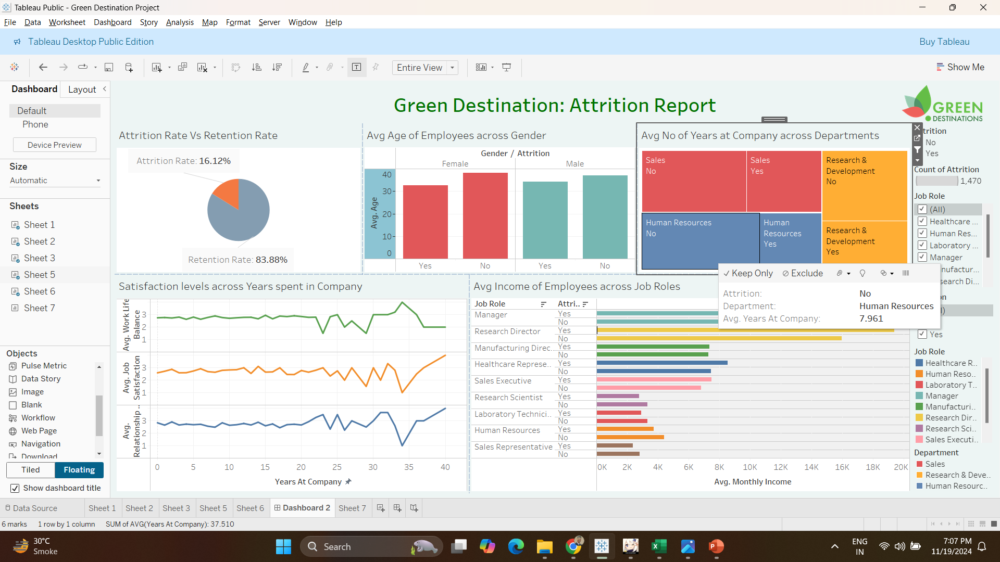 Tableau Public - Green Destination Project
File Data Worksheet Dashboard Story Analysis Map Format Server Window Help
Tableau Desktop Public Edition
Buy Tableau
Entire View
Show Me
Dashboard
Layout
Default
Phone
Device Preview
Size
Automatic
Sheets
Sheet 1
Sheet 2
Sheet 3
Sheet 5
Sheet 6
Sheet 7
Objects
Pulse Metric
Data Story
Image
Blank
Workflow
Web Page
Navigation
Download
Tiled Floating
Show dashboard title
Green Destination: Attrition Report
GREEN
DESTINATIONS
Attrition Rate Vs Retention Rate
Attrition Rate: 16.12%
Retention Rate: 83.88%
Avg Age of Employees across Gender
Gender / Attrition
Female Male
Avg. Age
40
30
20
10
0
Yes No Yes No
Avg No of Years at Company across Departments
Sales
No
Sales
Yes
Research &
Development
No
Human Resources
No
Human
Resources
Yes
Research &
Development
Yes
Keep Only Exclude
Attrition: No
Department: Human Resources
Avg. Years At Company: 7.961
Satisfaction levels across Years spent in Company
Avg. Work Life
Balance
3
2
1
Avg. Job
Satisfaction
3
2
1
Avg.
Relationship ..
3
2
1
0 5 10 15 20 25 30 35 40
Years At Company
Avg Income of Employees across Job Roles
Job Role Attri..
Manager Yes
No
Research Director Yes
No
Manufacturing Direc.. Yes
No
Healthcare Represe.. Yes
No
Sales Executive Yes
No
Research Scientist Yes
No
Laboratory Technici.. Yes
No
Human Resources Yes
No
Sales Representative Yes
No
0K 2K 4K 6K 8K 10K 12K 14K 16K 18K 20K
Avg. Monthly Income
trition
No
Yes
Count of Attrition
1,470
Job Role
(All)
Healthcare ...
Human Res...
Laboratory ...
Manager
nufactur...
search Di...
on
l)
Yes
Job Role
Healthcare R..
Human Reso..
Laboratory T..
Manager
Manufacturi..
Research Dir..
Research Sci..
Sales Executi..
Department
Sales
Research & Deve..
Human Resourc..
Data Source Sheet 1 Sheet 2 Sheet 3 Sheet 5 Sheet 6 Dashboard 2 Sheet 7
6 marks 1 row by 1 column SUM of AVG(Years At Company): 37.510
30°C
Smoke
Search
ENG
IN
7:07 PM
11/19/2024